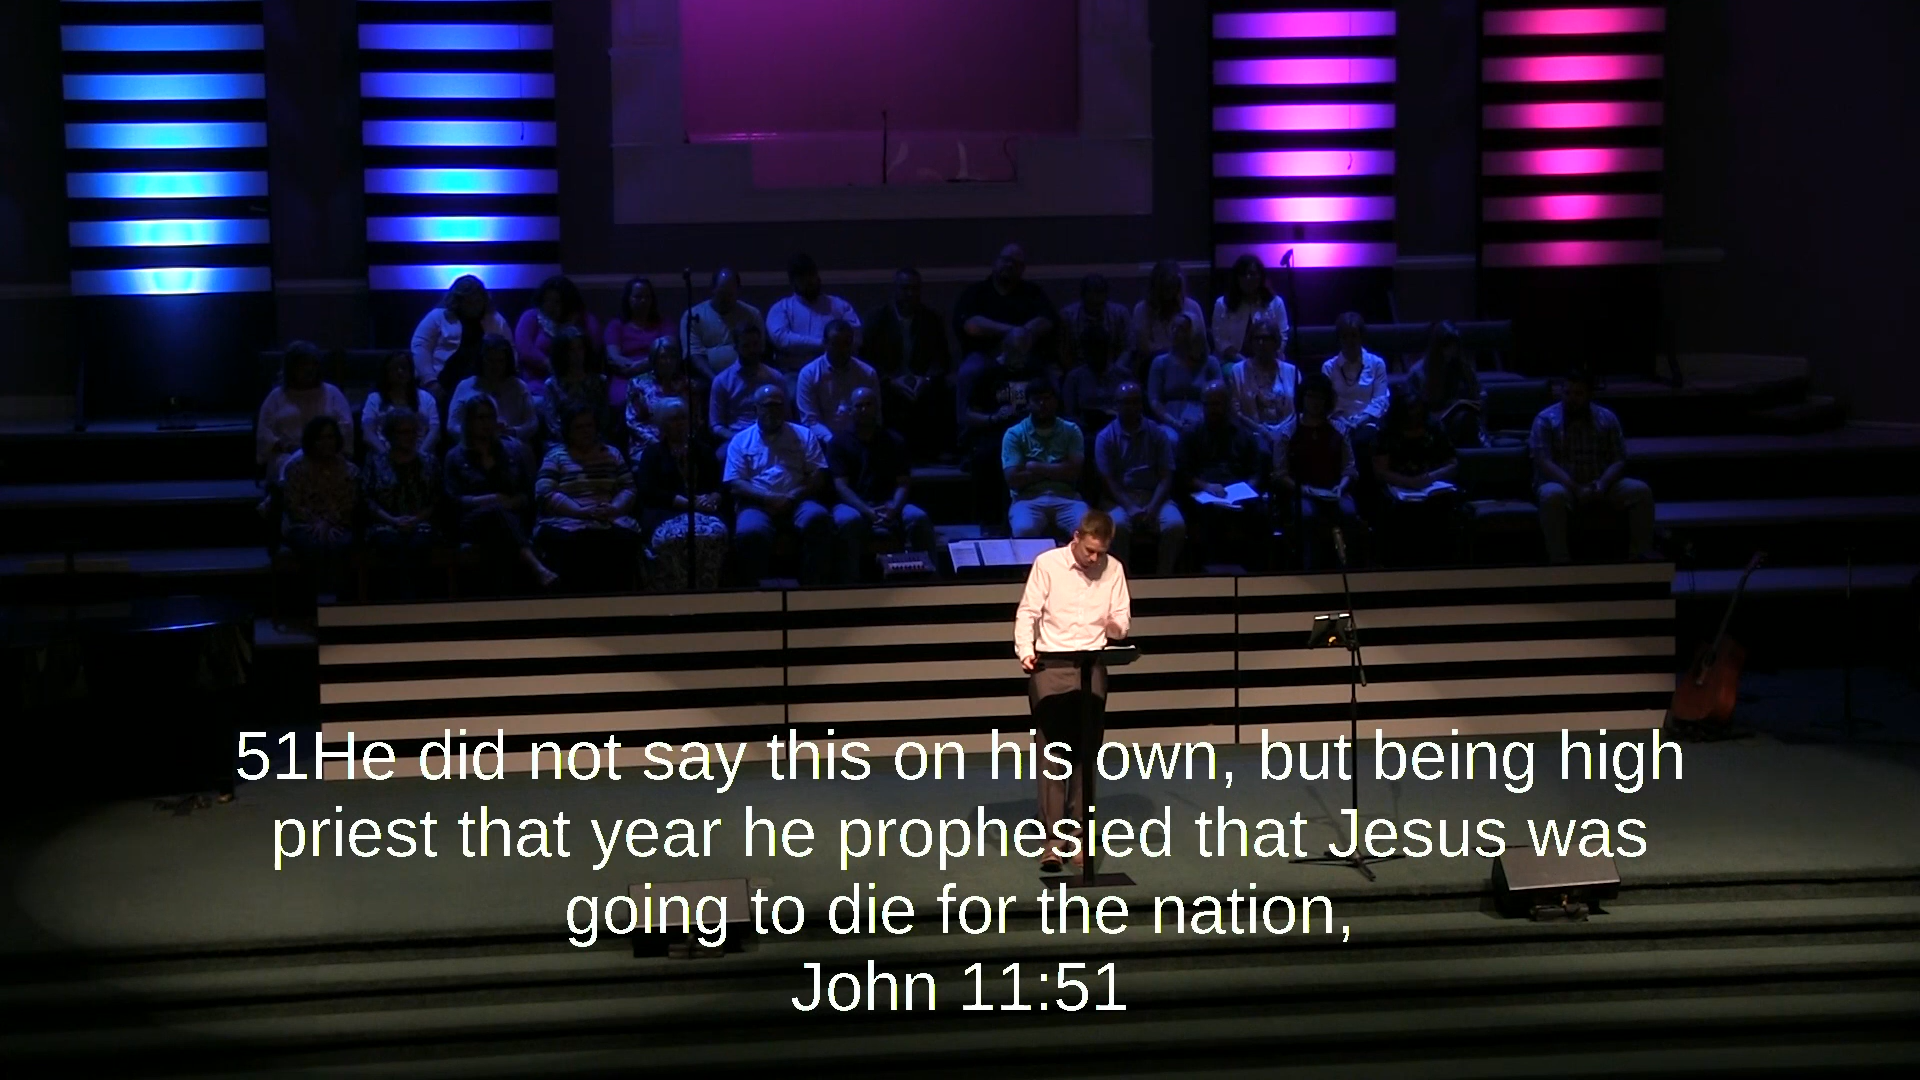 51He did not say this on his own, but being high
priest that year he prophesied that Jesus was
going to die for the nation,
John 11:51